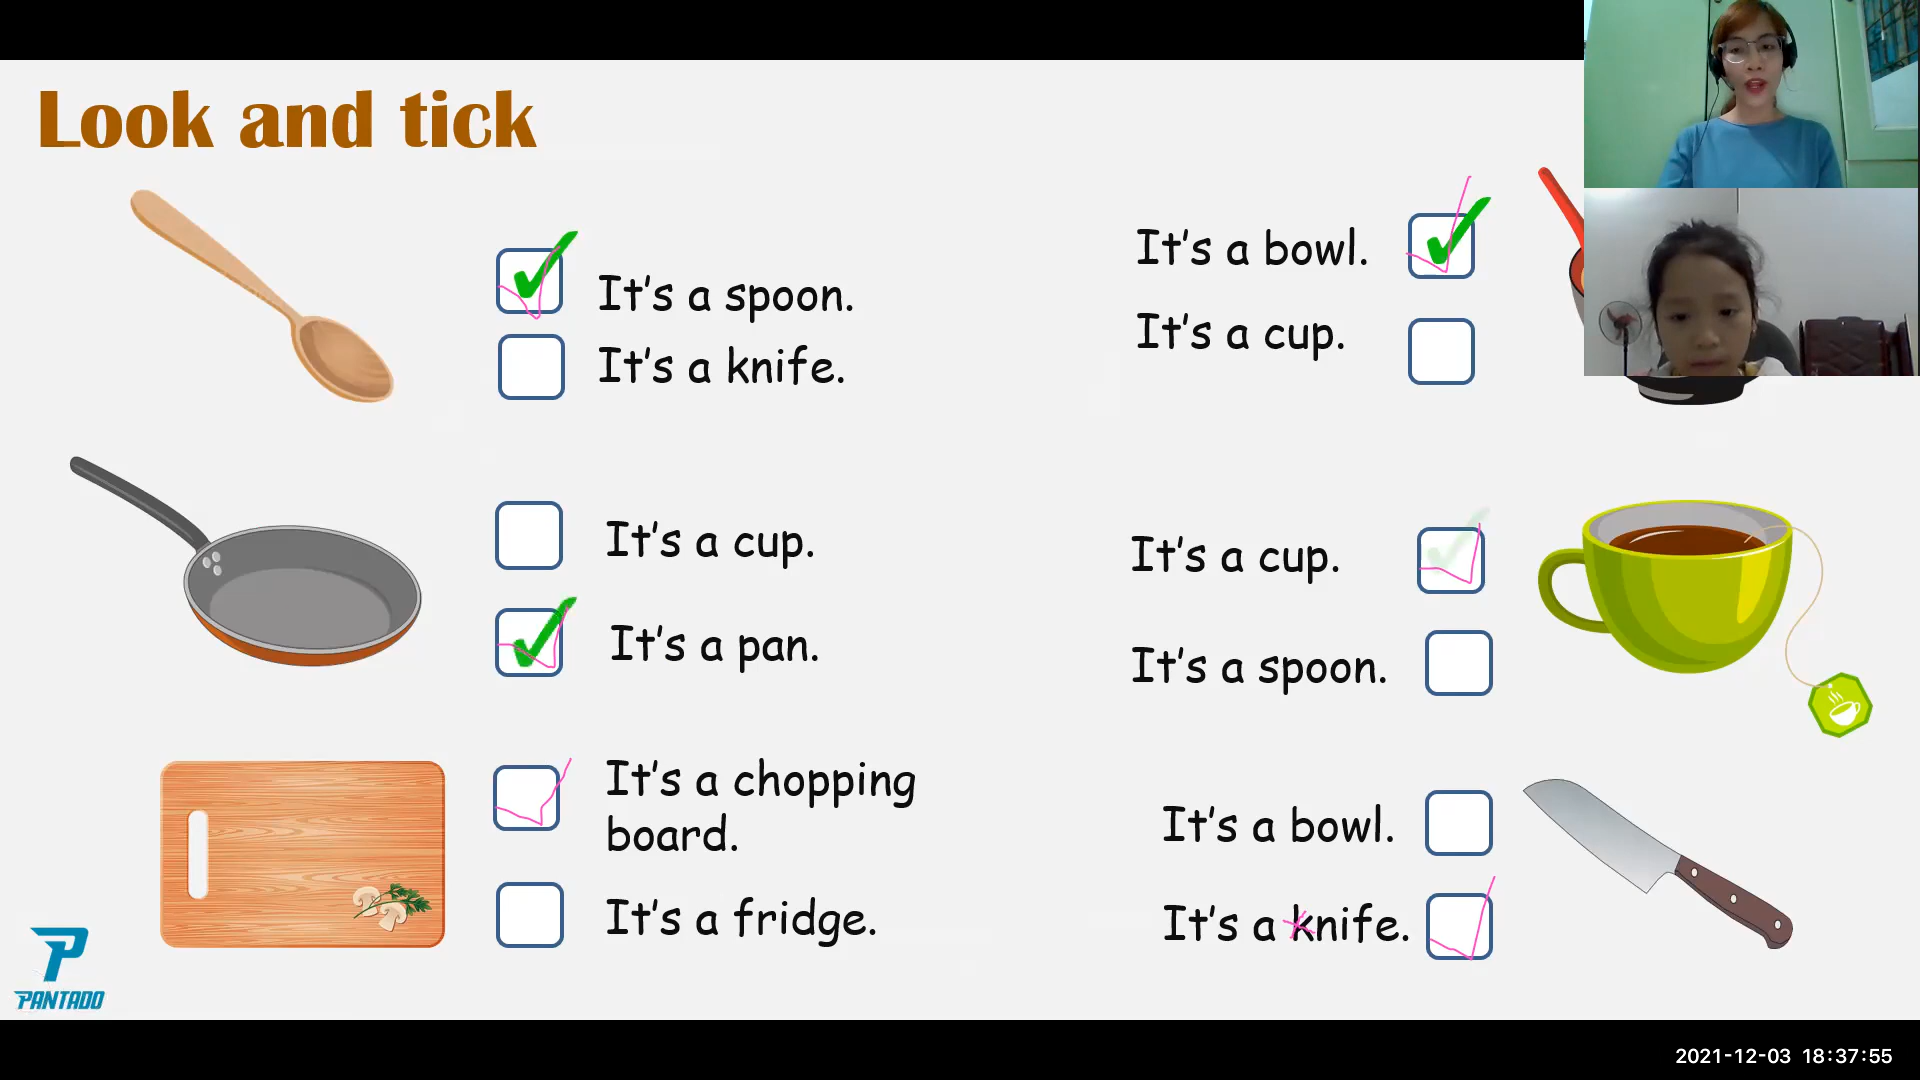 Look and tick
It's a spoon.
It's a knife.
It's a cup.
It's a pan.
It's a chopping
board.
It's a fridge.
It's a bowl.
It's a cup.
It's a cup.
It's a spoon.
It's a bowl.
It's a knife.
PANTADO
2021-12-03 18:37:55